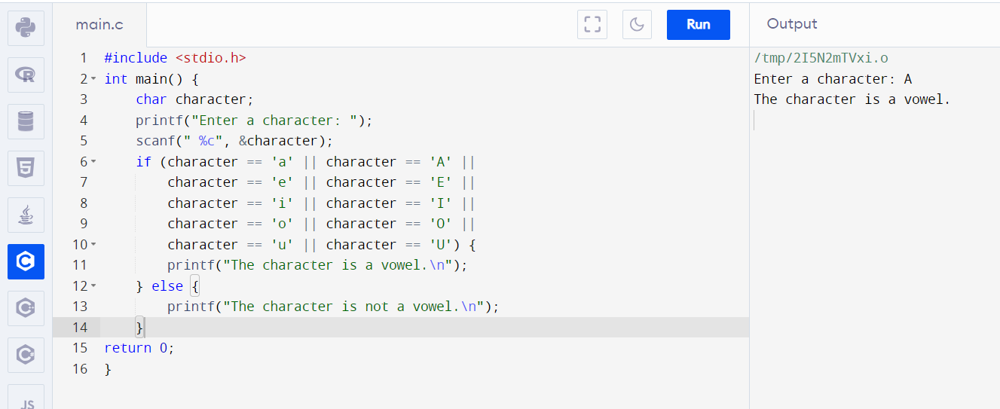 main.c
Run
Output
1 #include <stdio.h>
2 int main() {
3     char character;
4     printf("Enter a character: ");
5     scanf(" %c", &character);
6     if (character == 'a' || character == 'A' ||
7         character == 'e' || character == 'E' ||
8         character == 'i' || character == 'I' ||
9         character == 'o' || character == 'O' ||
10         character == 'u' || character == 'U') {
11         printf("The character is a vowel.\n");
12     } else {
13         printf("The character is not a vowel.\n");
14     }
15 return 0;
16 }
/tmp/2I5N2mTVxi.o
Enter a character: A
The character is a vowel.
R
5
C
C
C
JS